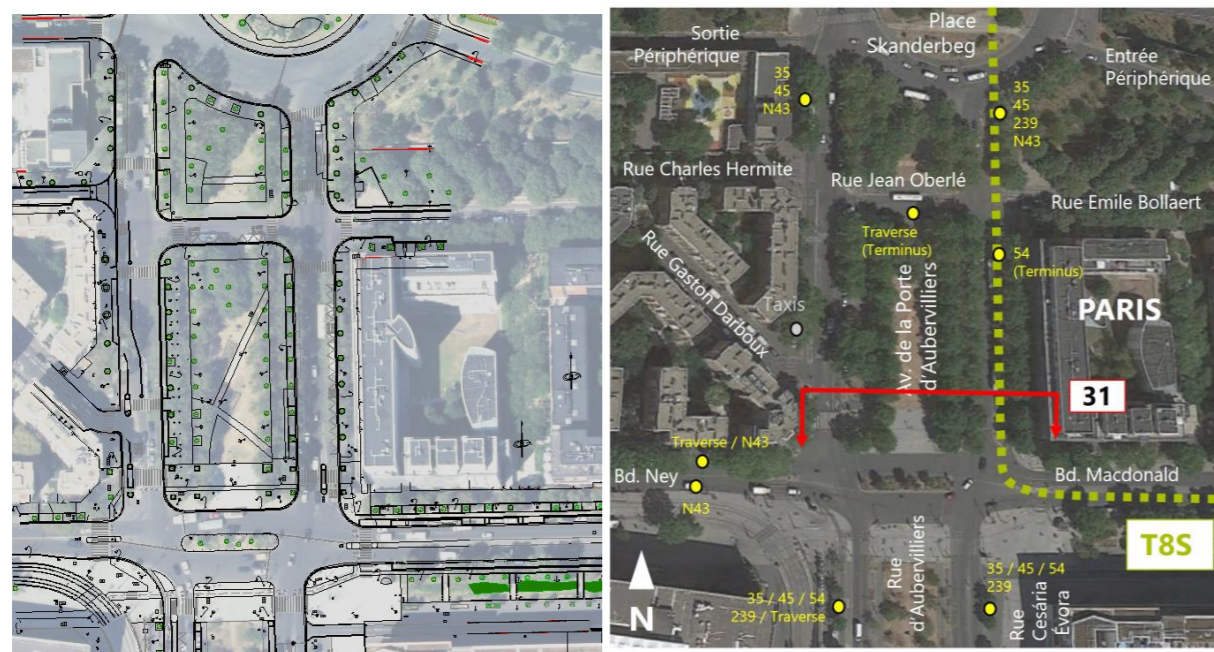 Place
Skanderbeg
Sortie
Périphérique
Entrée
Périphérique
35
45
N43
35
45
239
N43
Rue Charles Hermite
Rue Jean Oberlé
Rue Emile Bollaert
Traverse
(Terminus)
54
(Terminus)
Rue Gaston Darboux
Taxis
Av. de la Porte
d'Aubervilliers
PARIS
31
Traverse / N43
Bd. Ney
N43
Bd. Macdonald
T8S
35 / 45 / 54
239 / Traverse
Rue
d'Aubervilliers
35 / 45 / 54
239
Rue
Cesária
Évora
N